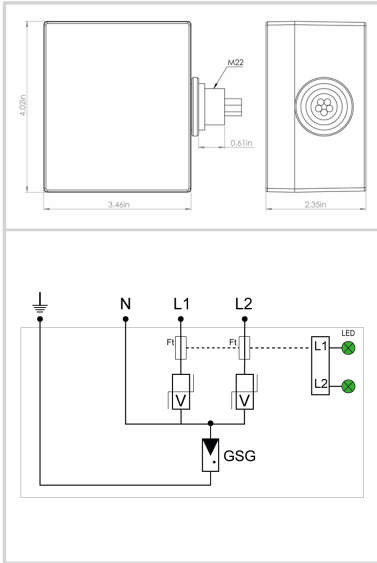 M22
4.02in
0.61in
3.46in
2.35in
N L1 L2
LED
Ft Ft L1
V V L2
GSG